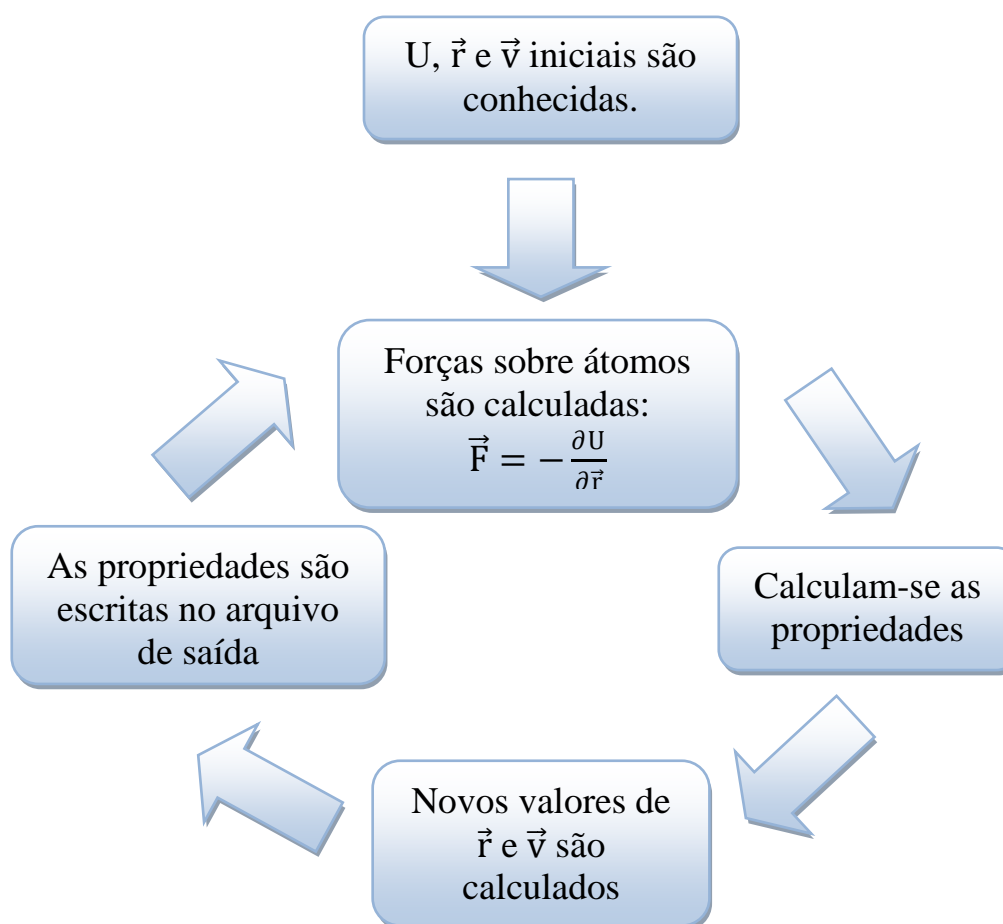 U, r⃗ e v⃗ iniciais são
conhecidas.
Forças sobre átomos
são calculadas:
F⃗ = −∂U/∂r⃗
Calculam-se as
propriedades
Novos valores de
r⃗ e v⃗ são
calculados
As propriedades são
escritas no arquivo
de saída